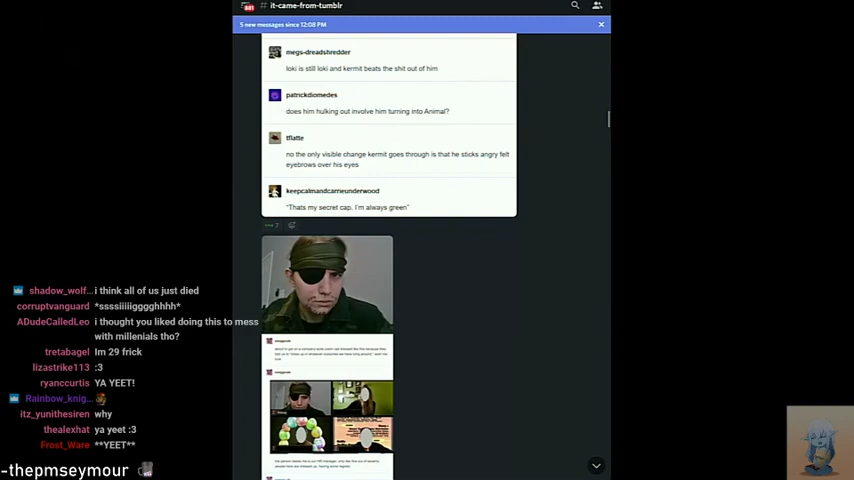 # it-came-from-tumblr
5 new messages since 12:08 PM
megs-dreadshredder
loki is still loki and kermit beats the shit out of him
patrickdiomedes
does him hulking out involve him turning into Animal?
tflatte
no the only visible change kermit goes through is that he sticks angry felt
eyebrows over his eyes
keepcalmandcarrieunderwood
"Thats my secret cap. I'm always green"
7
shadow_wolf... i think all of us just died
corruptvanguard *sssssiiiiigggghhhhh*
ADudeCalledLeo i thought you liked doing this to mess
with millenials tho?
tretabagel Im 29 frick
lizastrike113 :3
ryanccurtis YA YEET!
Rainbow_knig...
itz_yunithesiren why
thealexhat ya yeet :3
Frost_Ware **YEET**
-thepmseymour